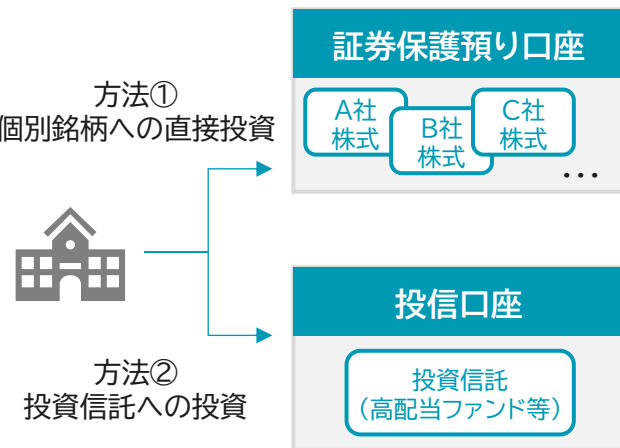 証券保護預り口座
方法①
個別銘柄への直接投資
A社
株式
B社
株式
C社
株式
...
投信口座
方法②
投資信託への投資
投資信託
(高配当ファンド等)